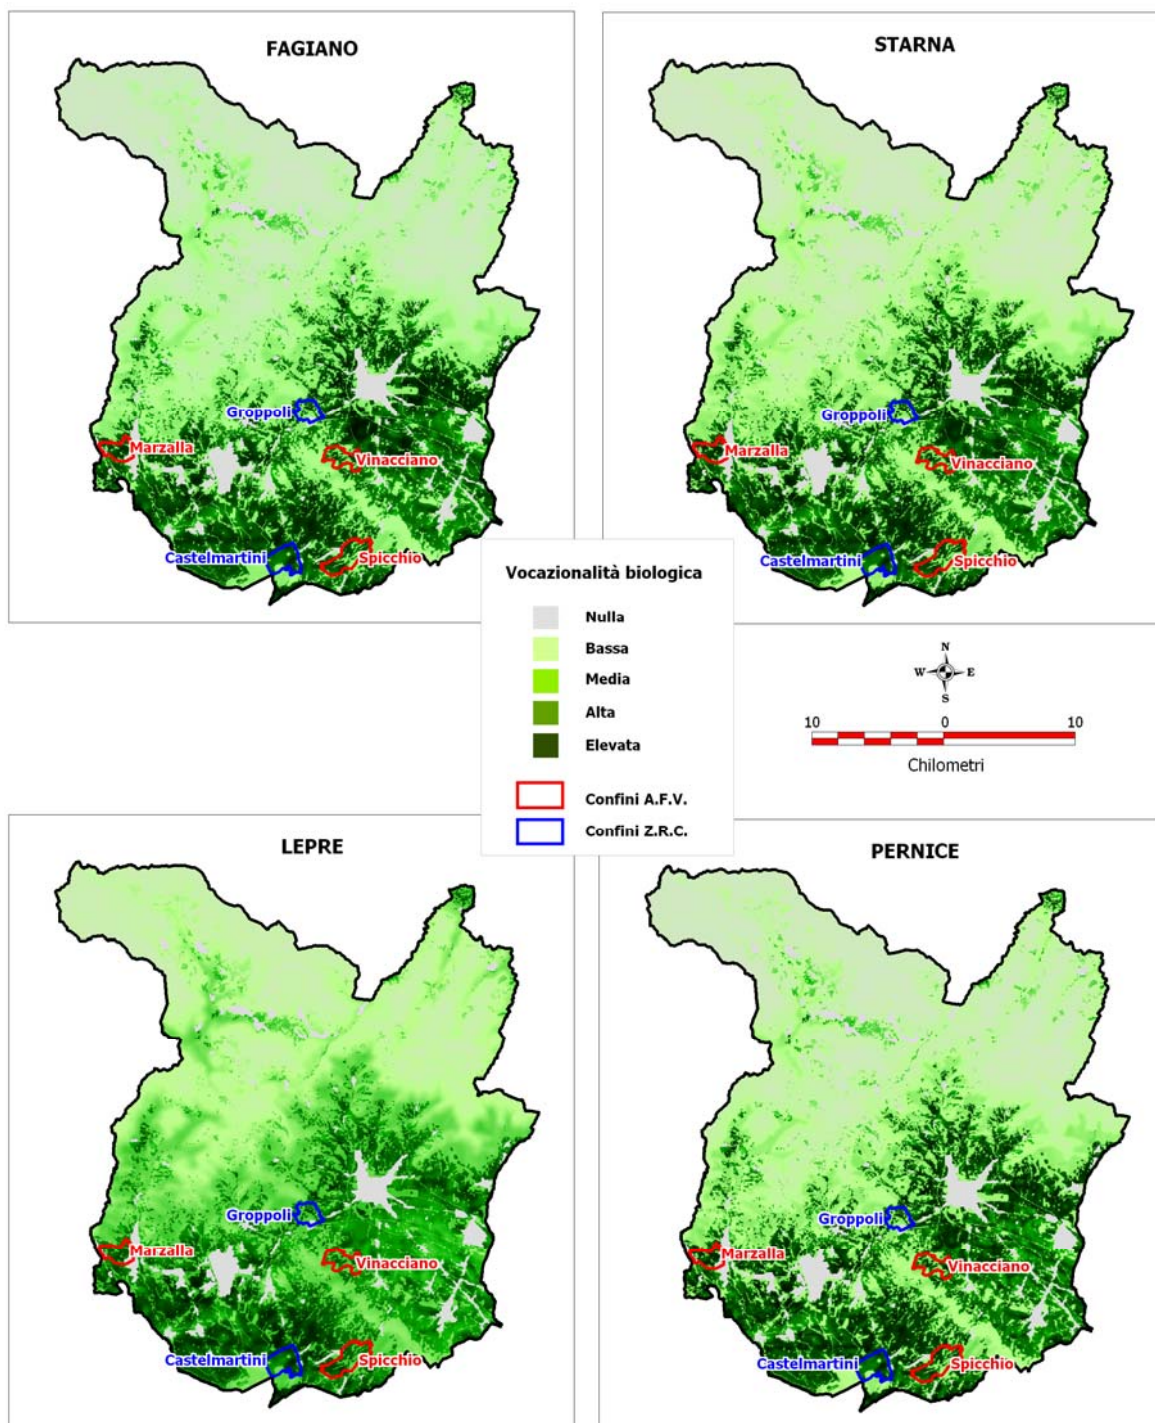 FAGIANO
Groppoli
Marzalla
Vinacciano
Castelmartini
Spicchio
STARNA
Groppoli
Marzalla
Vinacciano
Castelmartini
Spicchio
Vocazionalità biologica
Nulla
Bassa
Media
Alta
Elevata
Confini A.F.V.
Confini Z.R.C.
N
W E
S
10 0 10
Chilometri
LEPRE
Groppoli
Marzalla
Vinacciano
Castelmartini
Spicchio
PERNICE
Groppoli
Marzalla
Vinacciano
Castelmartini
Spicchio